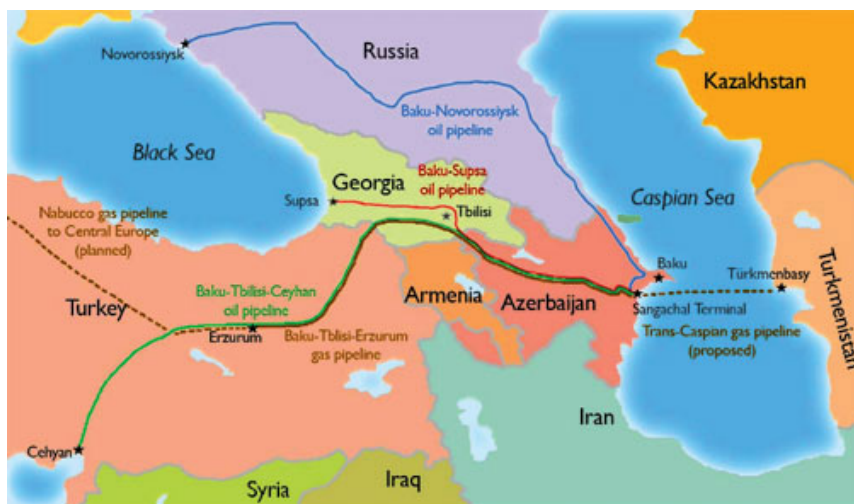 Novorossiysk
Russia
Kazakhstan
Baku-Novorossiysk
oil pipeline
Black Sea
Baku-Supsa
oil pipeline
Georgia
Supsa
Tbilisi
Caspian Sea
Nabucco gas pipeline
to Central Europe
(planned)
Baku
Türkmenbasy
Baku-Tbilisi-Ceyhan
oil pipeline
Armenia
Azerbaijan
Sangachal Terminal
Turkey
Erzurum
Baku-Tblisi-Erzurum
gas pipeline
Trans-Caspian gas pipeline
(proposed)
Turkmenistan
Iran
Cehyan
Syria
Iraq